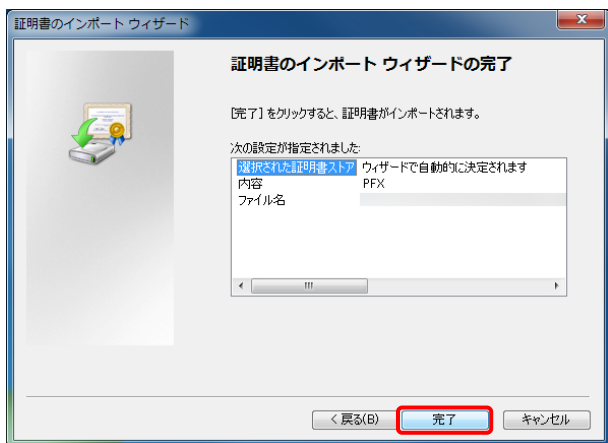 証明書のインポート ウィザード
証明書のインポート ウィザードの完了
[完了] をクリックすると、証明書がインポートされます。
次の設定が指定されました:
選択された証明書ストア ウィザードで自動的に決定されます
内容 PFX
ファイル名
< 戻る(B) 完了 キャンセル